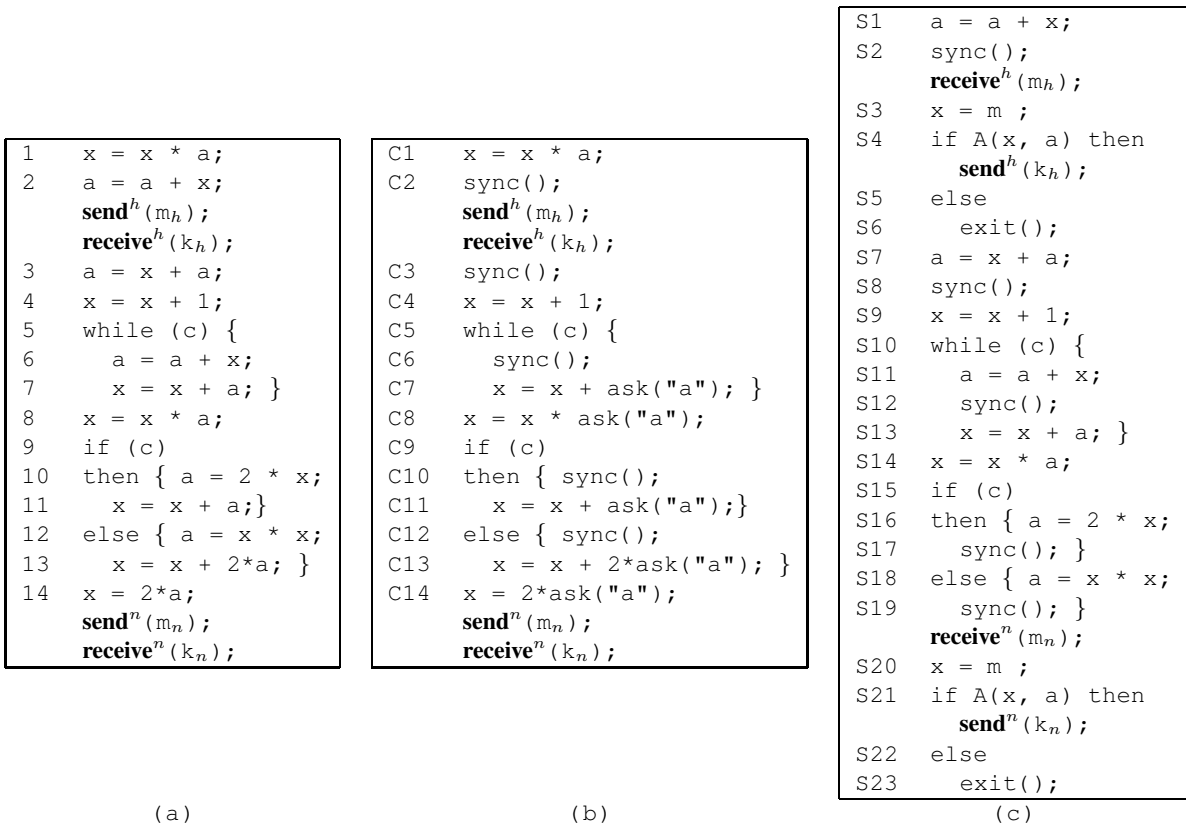 1 x = x * a;
2 a = a + x;
send^h(m_h);
receive^h(k_h);
3 a = x + a;
4 x = x + 1;
5 while (c) {
6 a = a + x;
7 x = x + a; }
8 x = x * a;
9 if (c)
10 then { a = 2 * x;
11 x = x + a;}
12 else { a = x * x;
13 x = x + 2*a; }
14 x = 2*a;
send^n(m_n);
receive^n(k_n);
(a)
C1 x = x * a;
C2 sync();
send^h(m_h);
receive^h(k_h);
C3 sync();
C4 x = x + 1;
C5 while (c) {
C6 sync();
C7 x = x + ask("a"); }
C8 x = x * ask("a");
C9 if (c)
C10 then { sync();
C11 x = x + ask("a");}
C12 else { sync();
C13 x = x + 2*ask("a"); }
C14 x = 2*ask("a");
send^n(m_n);
receive^n(k_n);
(b)
S1 a = a + x;
S2 sync();
receive^h(m_h);
S3 x = m ;
S4 if A(x, a) then
send^h(k_h);
S5 else
S6 exit();
S7 a = x + a;
S8 sync();
S9 x = x + 1;
S10 while (c) {
S11 a = a + x;
S12 sync();
S13 x = x + a; }
S14 x = x * a;
S15 if (c)
S16 then { a = 2 * x;
S17 sync(); }
S18 else { a = x * x;
S19 sync(); }
receive^n(m_n);
S20 x = m ;
S21 if A(x, a) then
send^n(k_n);
S22 else
S23 exit();
(c)